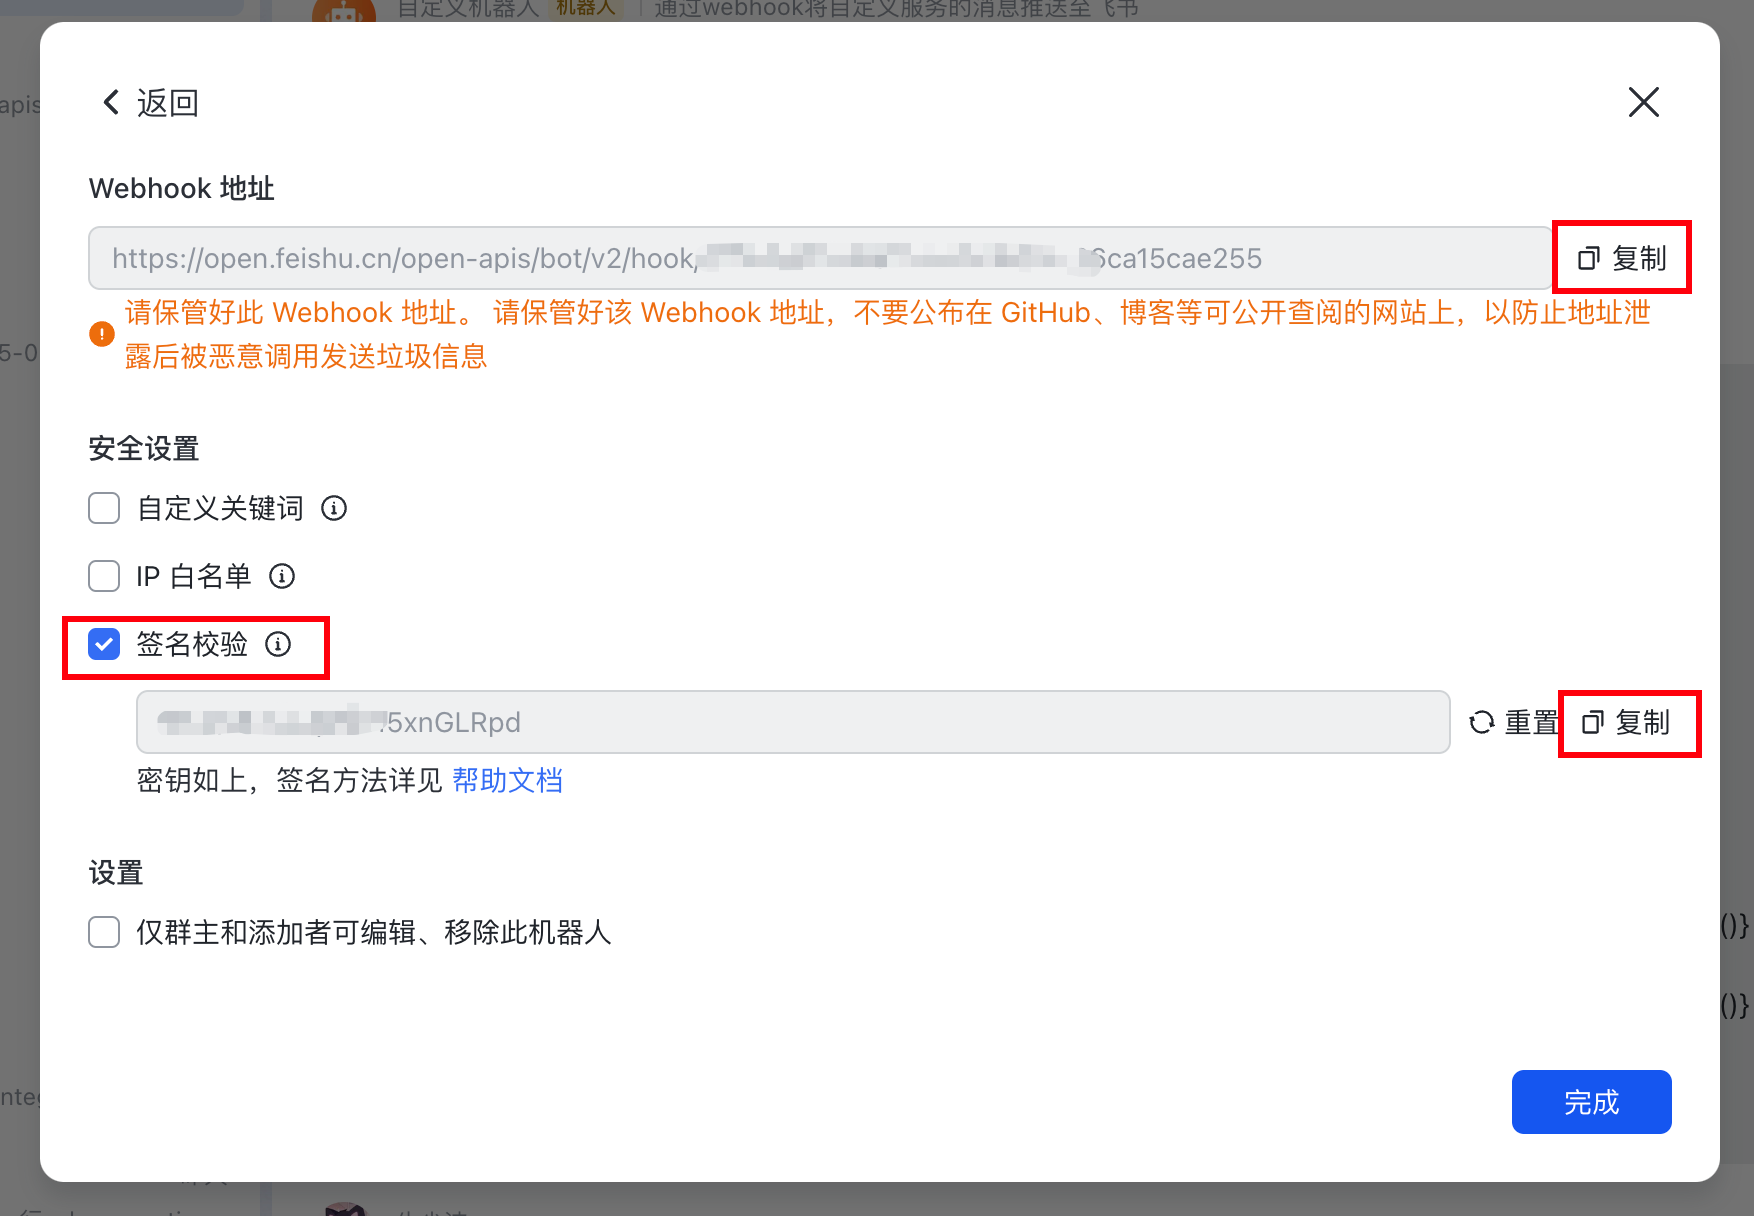 自定义机器人 机器人 通过webhook将自定义服务的消息推送至飞书
apis
返回
Webhook 地址
https://open.feishu.cn/open-apis/bot/v2/hook/ 6ca15cae255
复制
请保管好此 Webhook 地址。 请保管好该 Webhook 地址，不要公布在 GitHub、博客等可公开查阅的网站上，以防止地址泄
露后被恶意调用发送垃圾信息
5-0
安全设置
自定义关键词
IP 白名单
签名校验
5xnGLRpd
重置 复制
密钥如上，签名方法详见 帮助文档
设置
仅群主和添加者可编辑、移除此机器人
()}
()}
integ
完成